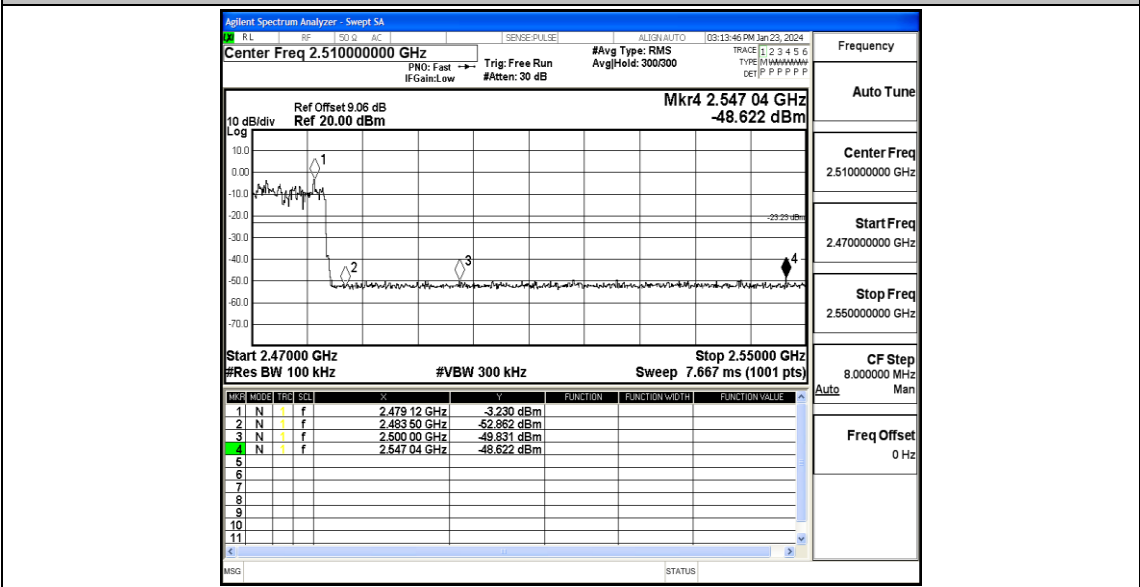 Agilent Spectrum Analyzer - Swept SA
RL RF 50 Ω AC SENSE:PULSE ALIGN AUTO 03:13:46 PM Jan 23, 2024
Center Freq 2.510000000 GHz
PNO: Fast
IFGain:Low
Trig: Free Run
#Atten: 30 dB
#Avg Type: RMS
Avg|Hold: 300/300
TRACE 1 2 3 4 5 6
TYPE M WWWWW
DET P P P P P P
Mkr4 2.547 04 GHz
-48.622 dBm
Ref Offset 9.06 dB
10 dB/div Ref 20.00 dBm
Log
10.0
0.00
-10.0
-20.0
-30.0
-40.0
-50.0
-60.0
-70.0
1
2
3
4
-23.23 dBm
Start 2.47000 GHz Stop 2.55000 GHz
#Res BW 100 kHz #VBW 300 kHz Sweep 7.667 ms (1001 pts)
MKR MODE TRC SCL X Y FUNCTION FUNCTION WIDTH FUNCTION VALUE
1 N 1 f 2.479 12 GHz -3.230 dBm
2 N 1 f 2.483 50 GHz -52.862 dBm
3 N 1 f 2.500 00 GHz -49.831 dBm
4 N 1 f 2.547 04 GHz -48.622 dBm
5
6
7
8
9
10
11
MSG STATUS
Frequency
Auto Tune
Center Freq
2.510000000 GHz
Start Freq
2.470000000 GHz
Stop Freq
2.550000000 GHz
CF Step
8.000000 MHz
Auto Man
Freq Offset
0 Hz